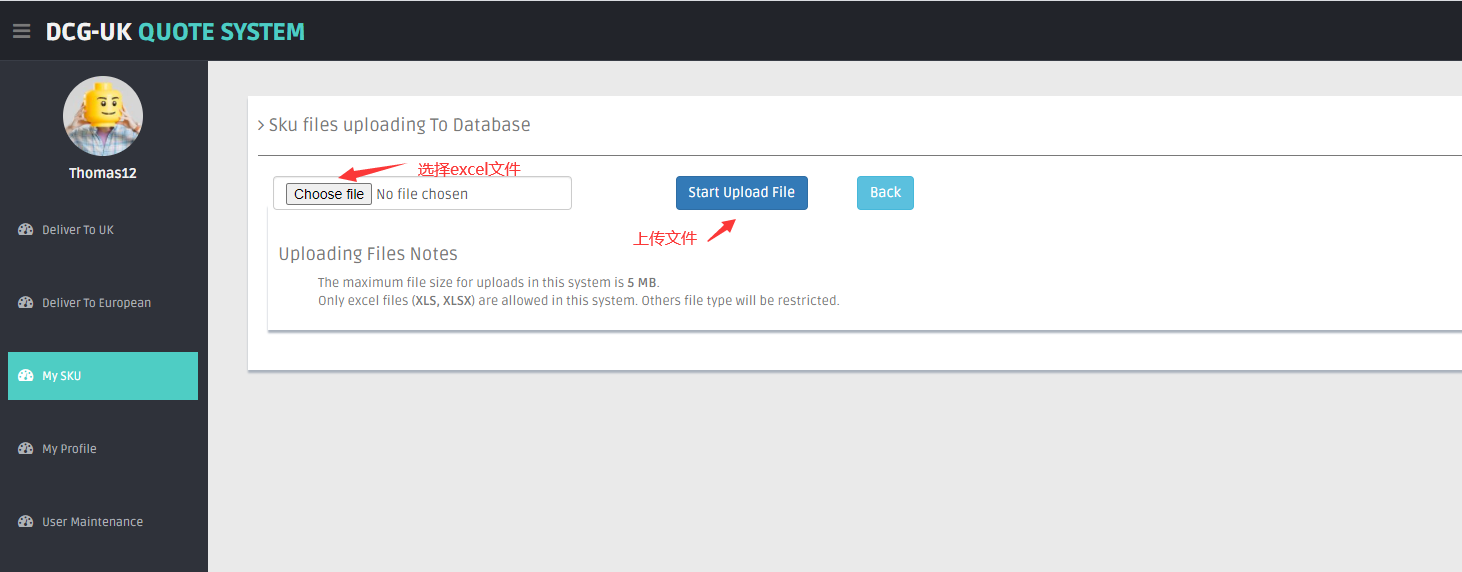 DCG-UK QUOTE SYSTEM
Thomas12
Deliver To UK
Deliver To European
My SKU
My Profile
User Maintenance
Sku files uploading To Database
选择excel文件
Choose file No file chosen
Start Upload File
Back
上传文件
Uploading Files Notes
The maximum file size for uploads in this system is 5 MB.
Only excel files (XLS, XLSX) are allowed in this system. Others file type will be restricted.